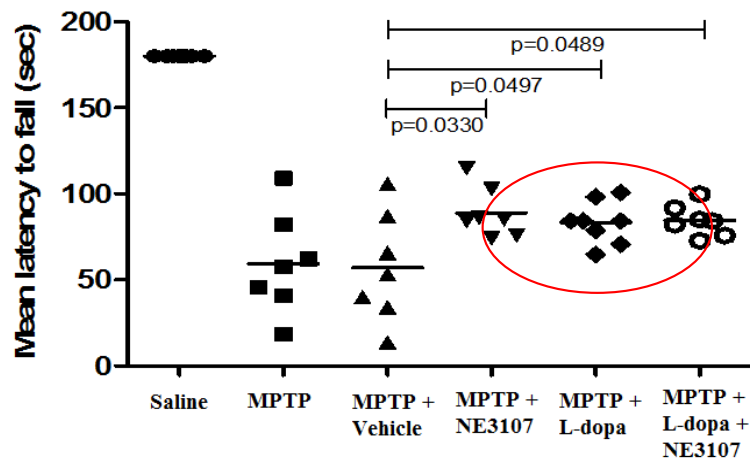 Mean latency to fall (sec)
200
150
100
50
0
p=0.0489
p=0.0497
p=0.0330
Saline
MPTP
MPTP +
Vehicle
MPTP +
NE3107
MPTP +
L-dopa
MPTP +
L-dopa +
NE3107